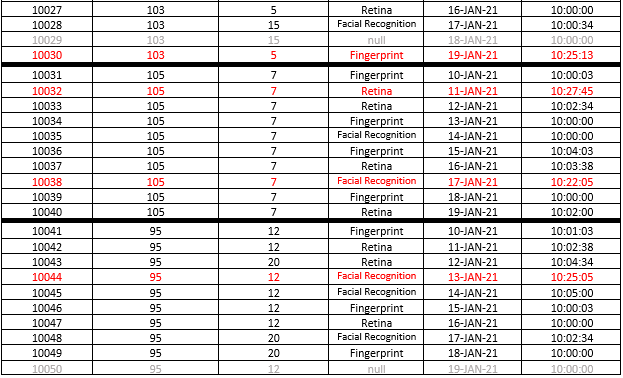 10027 103 5 Retina 16-JAN-21 10:00:00
10028 103 15 Facial Recognition 17-JAN-21 10:00:34
10029 103 15 null 18-JAN-21 10:00:00
10030 103 5 Fingerprint 19-JAN-21 10:25:13
10031 105 7 Fingerprint 10-JAN-21 10:00:03
10032 105 7 Retina 11-JAN-21 10:27:45
10033 105 7 Retina 12-JAN-21 10:02:34
10034 105 7 Fingerprint 13-JAN-21 10:00:00
10035 105 7 Facial Recognition 14-JAN-21 10:00:00
10036 105 7 Fingerprint 15-JAN-21 10:04:03
10037 105 7 Retina 16-JAN-21 10:03:38
10038 105 7 Facial Recognition 17-JAN-21 10:22:05
10039 105 7 Fingerprint 18-JAN-21 10:00:00
10040 105 7 Retina 19-JAN-21 10:02:00
10041 95 12 Fingerprint 10-JAN-21 10:01:03
10042 95 12 Retina 11-JAN-21 10:02:38
10043 95 20 Retina 12-JAN-21 10:04:34
10044 95 12 Facial Recognition 13-JAN-21 10:25:05
10045 95 12 Facial Recognition 14-JAN-21 10:05:00
10046 95 12 Fingerprint 15-JAN-21 10:00:03
10047 95 12 Retina 16-JAN-21 10:00:00
10048 95 20 Facial Recognition 17-JAN-21 10:02:34
10049 95 20 Fingerprint 18-JAN-21 10:00:00
10050 95 12 null 19-JAN-21 10:00:00